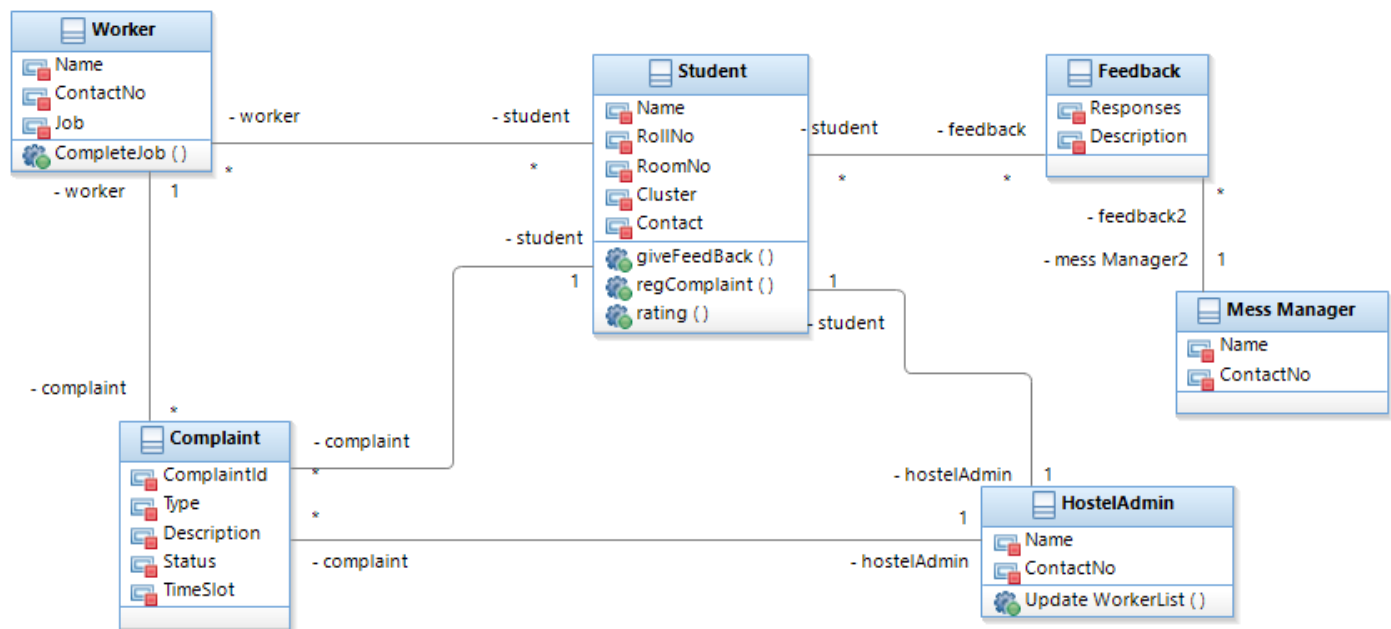 Worker
Name
ContactNo
Job
CompleteJob ( )
- worker
- student
*
*
Student
Name
RollNo
RoomNo
Cluster
Contact
giveFeedBack ( )
regComplaint ( )
rating ( )
- student
- feedback
*
*
Feedback
Responses
Description
*
- feedback2
- mess Manager2
1
Mess Manager
Name
ContactNo
- worker
1
- complaint
*
- student
1
- complaint
*
1
- student
- hostelAdmin
1
Complaint
ComplaintId
Type
Description
Status
TimeSlot
*
- complaint
1
- hostelAdmin
HostelAdmin
Name
ContactNo
Update WorkerList ( )